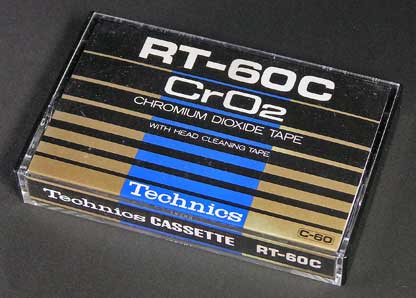 RT-60C
CrO2
CHROMIUM DIOXIDE TAPE
WITH HEAD CLEANING TAPE
Technics
C-60
Technics CASSETTE RT-60C